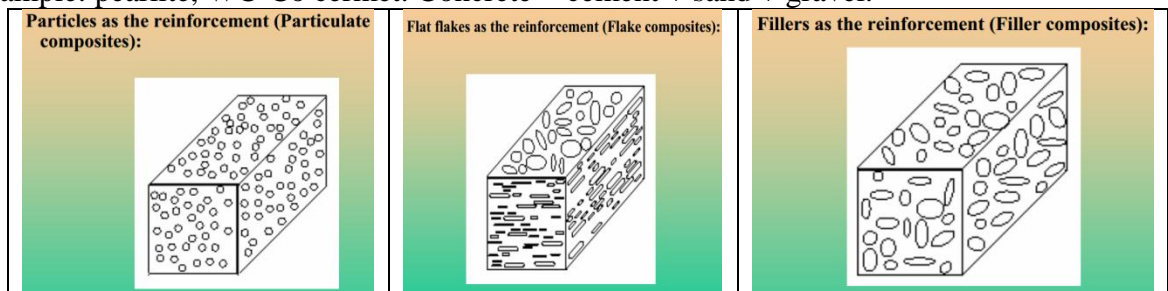 Particles as the reinforcement (Particulate
composites):
Flat flakes as the reinforcement (Flake composites):
Fillers as the reinforcement (Filler composites):